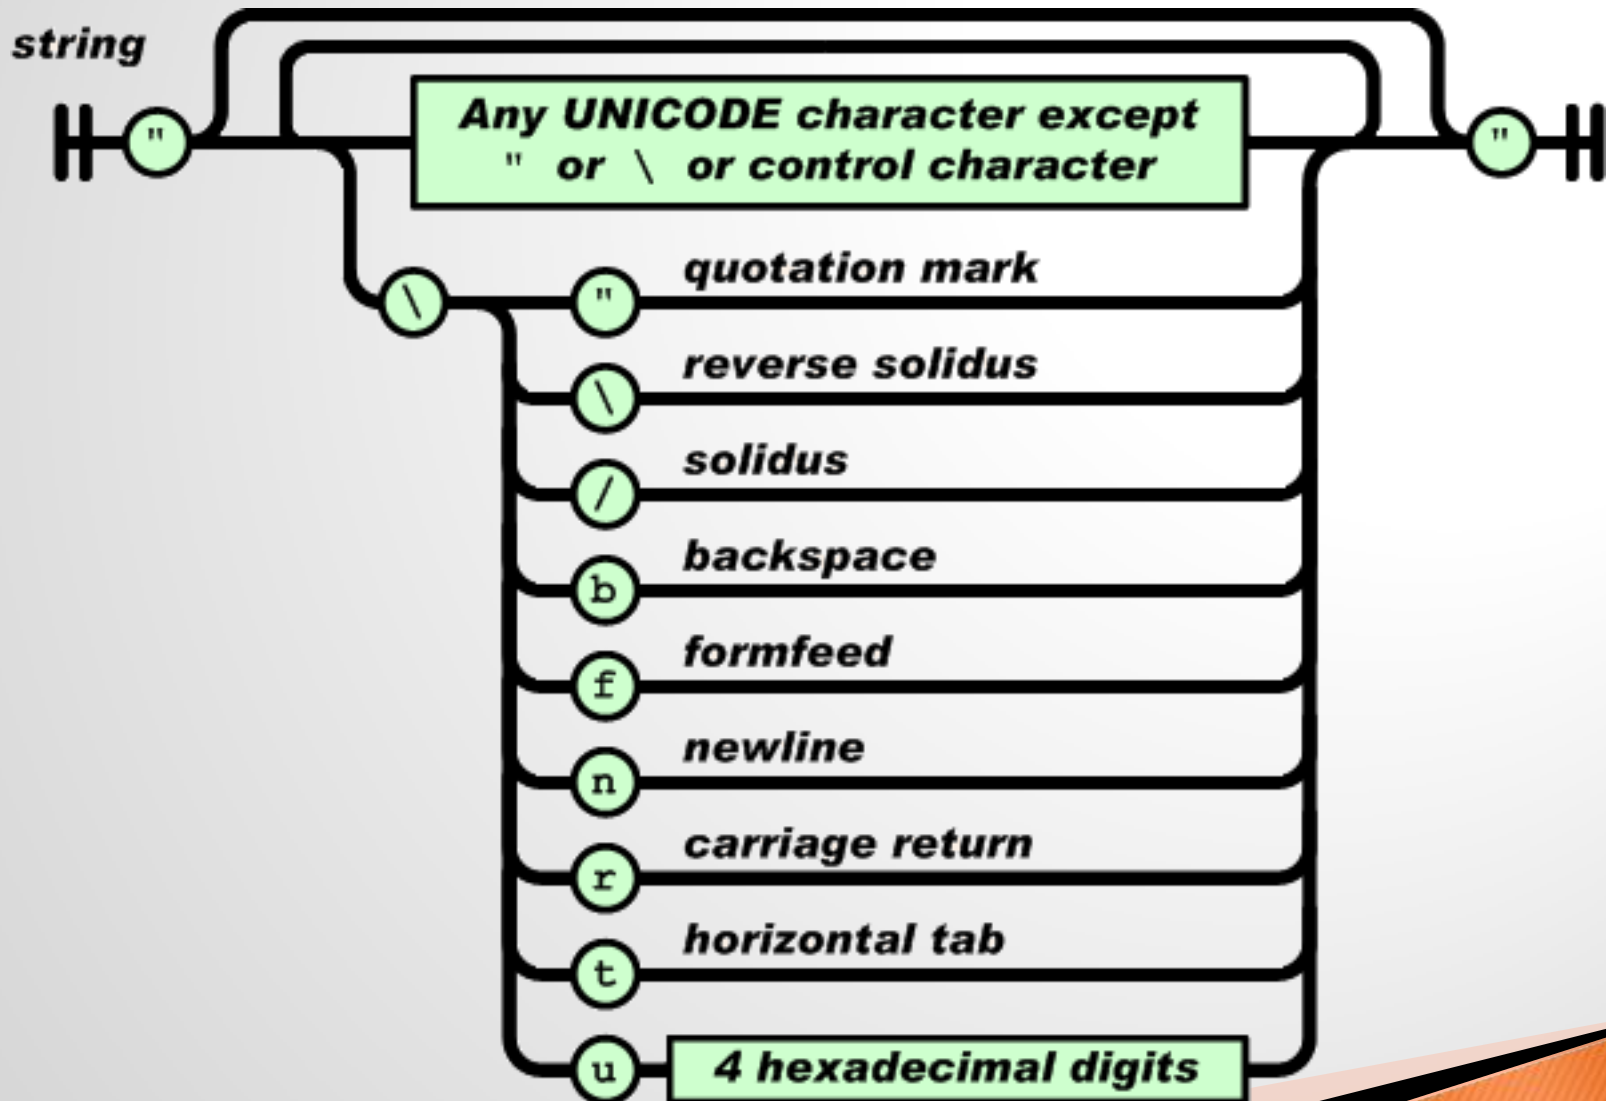 string
"
Any UNICODE character except
" or \ or control character
"
\
" quotation mark
\ reverse solidus
/ solidus
b backspace
f formfeed
n newline
r carriage return
t horizontal tab
u 4 hexadecimal digits